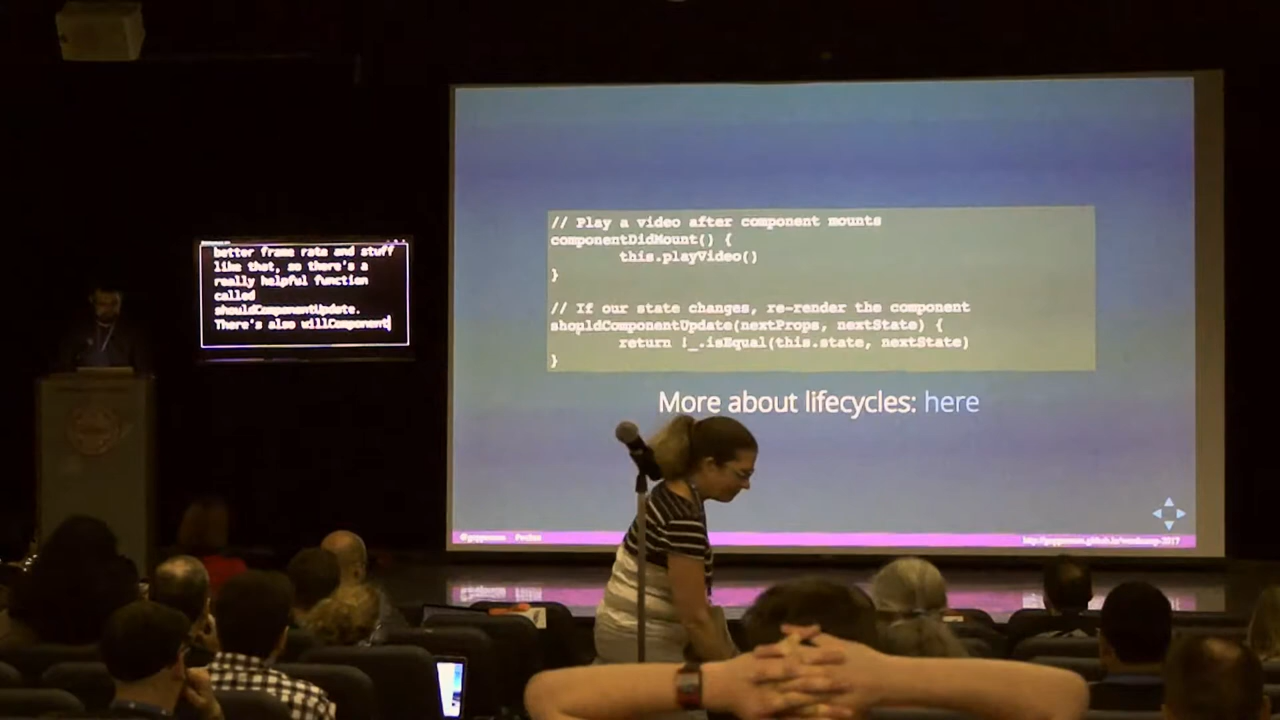 better frame rate and stuff
like that, so there's a
really helpful function
called
shouldComponentUpdate.
There's also willComponent
// Play a video after component mounts
componentDidMount() {
this.playVideo()
}
// If our state changes, re-render the component
shouldComponentUpdate(nextProps, nextState) {
return !_.isEqual(this.state, nextState)
}
More about lifecycles: here